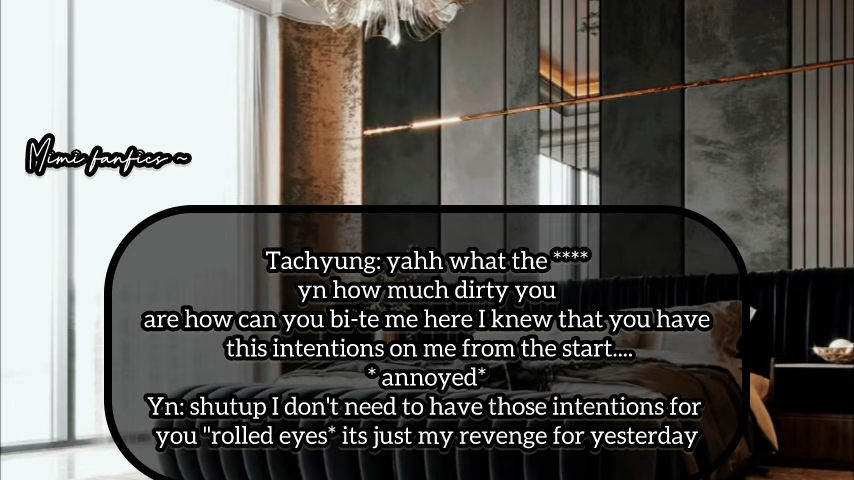 Mimi fanfics ~
Tachyung: yahh what the ****
yn how much dirty you
are how can you bi-te me here I knew that you have
this intentions on me from the start....
* annoyed*
Yn: shutup I don't need to have those intentions for
you "rolled eyes* its just my revenge for yesterday